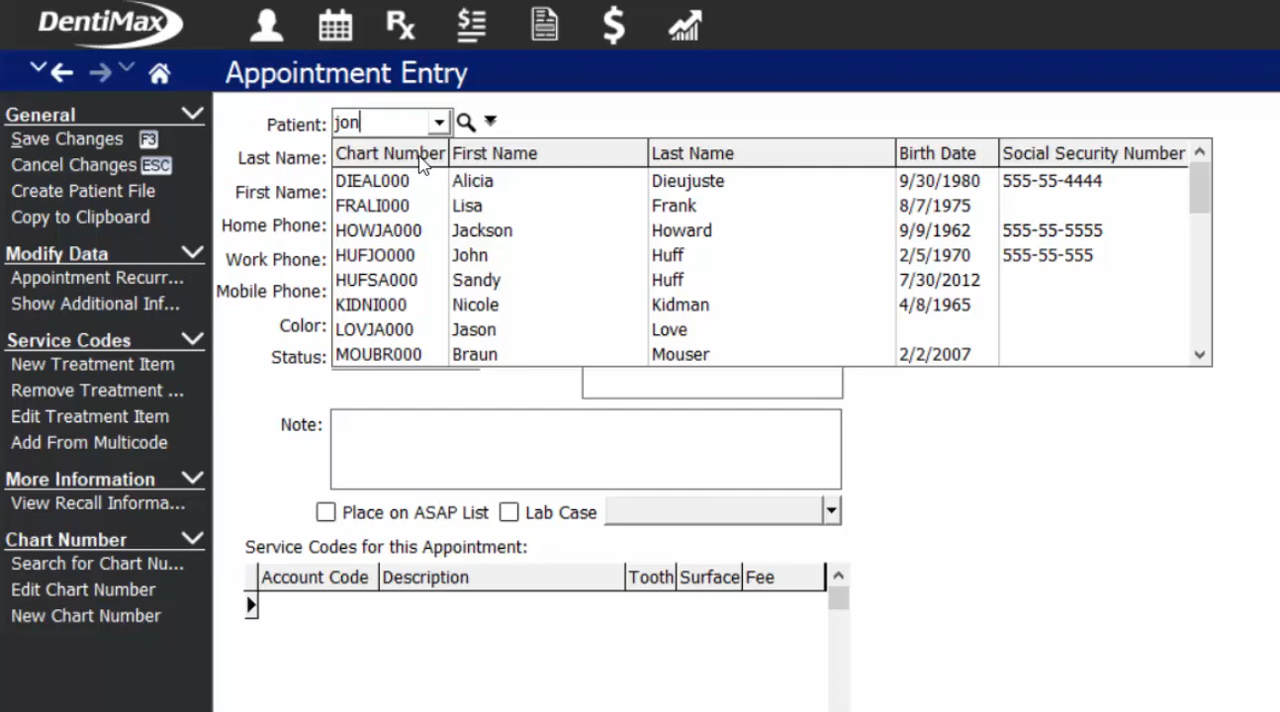 DentiMax
Appointment Entry
General
Save Changes F3
Cancel Changes ESC
Create Patient File
Copy to Clipboard
Modify Data
Appointment Recurr...
Show Additional Inf...
Service Codes
New Treatment Item
Remove Treatment ...
Edit Treatment Item
Add From Multicode
More Information
View Recall Informa...
Chart Number
Search for Chart Nu...
Edit Chart Number
New Chart Number
Patient: jon
Last Name:
First Name:
Home Phone:
Work Phone:
Mobile Phone:
Color:
Status:
Chart Number First Name Last Name Birth Date Social Security Number
DIEAL000 Alicia Dieujuste 9/30/1980 555-55-4444
FRALI000 Lisa Frank 8/7/1975
HOWJA000 Jackson Howard 9/9/1962 555-55-5555
HUFJO000 John Huff 2/5/1970 555-55-555
HUFSA000 Sandy Huff 7/30/2012
KIDNI000 Nicole Kidman 4/8/1965
LOVJA000 Jason Love
MOUBR000 Braun Mouser 2/2/2007
Note:
Place on ASAP List Lab Case
Service Codes for this Appointment:
Account Code Description Tooth Surface Fee